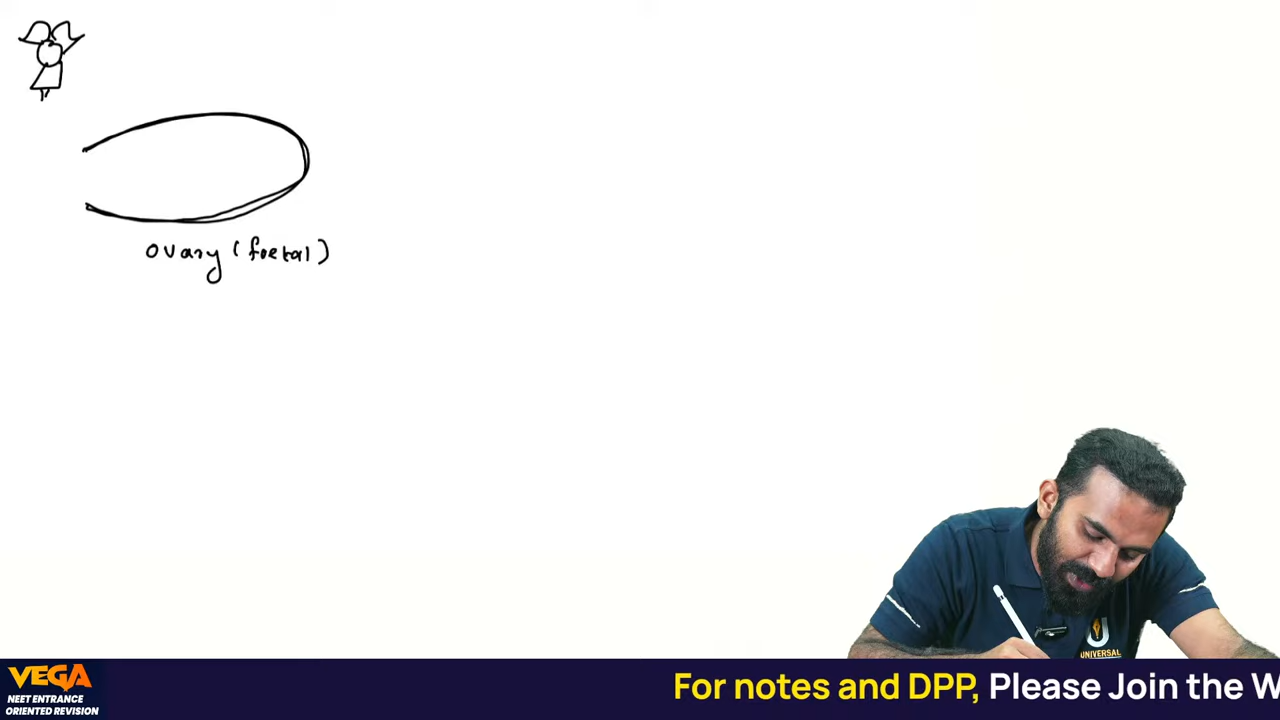 ovary (foetal)
UNIVERSAL
VEGA
NEET ENTRANCE
ORIENTED REVISION
For notes and DPP, Please Join the W